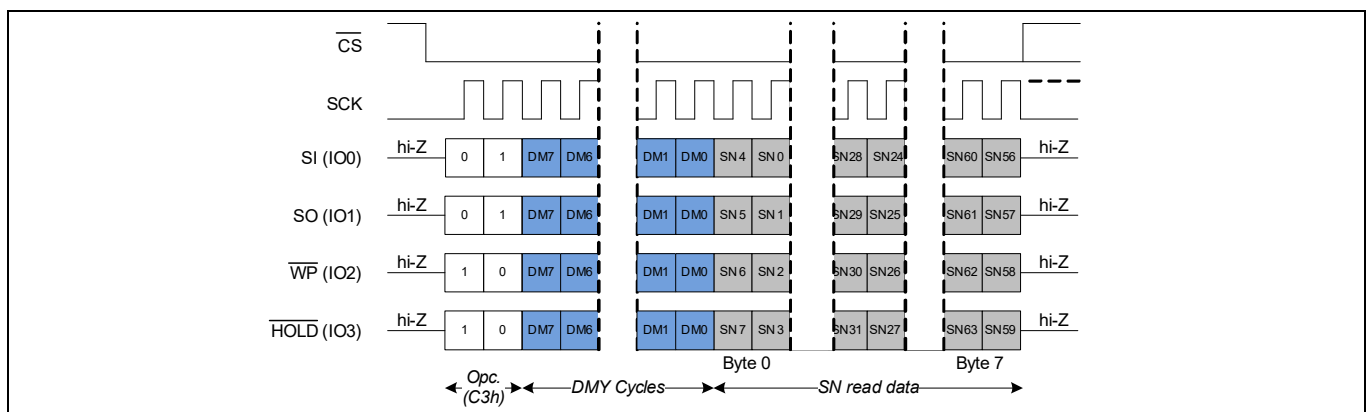 CS
SCK
SI (IO0) hi-Z 0 1 DM7 DM6 DM1 DM0 SN4 SN0 SN28 SN24 SN60 SN56 hi-Z
SO (IO1) hi-Z 0 1 DM7 DM6 DM1 DM0 SN5 SN1 SN29 SN25 SN61 SN57 hi-Z
WP (IO2) hi-Z 1 0 DM7 DM6 DM1 DM0 SN6 SN2 SN30 SN26 SN62 SN58 hi-Z
HOLD (IO3) hi-Z 1 0 DM7 DM6 DM1 DM0 SN7 SN3 SN31 SN27 SN63 SN59 hi-Z
Byte 0 Byte 7
Opc. DMY Cycles SN read data
(C3h)